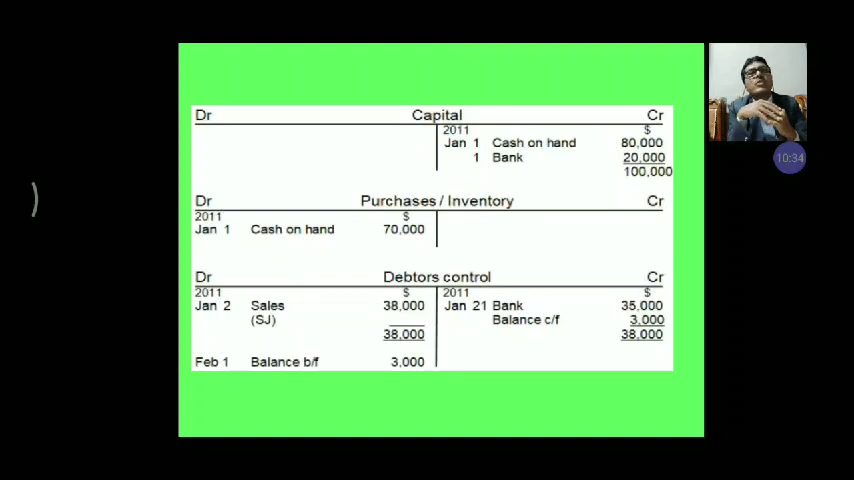 Dr Capital Cr
2011 $
Jan 1 Cash on hand 80,000
1 Bank 20,000
100,000
Dr Purchases / Inventory Cr
2011 $
Jan 1 Cash on hand 70,000
Dr Debtors control Cr
2011 $ 2011 $
Jan 2 Sales 38,000 Jan 21 Bank 35,000
(SJ) Balance c/f 3,000
38,000 38,000
Feb 1 Balance b/f 3,000
10:34